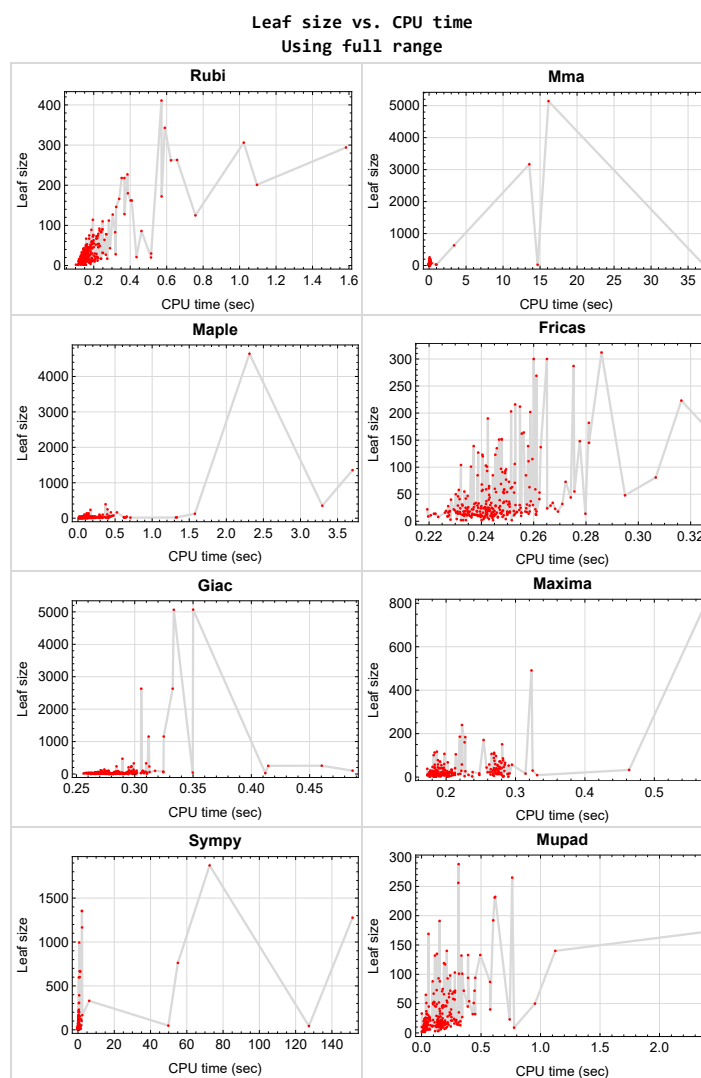 Leaf size vs. CPU time
Using full range
Rubi
Leaf size
400
300
200
100
0
0.2 0.4 0.6 0.8 1.0 1.2 1.4 1.6
CPU time (sec)
Mma
Leaf size
5000
4000
3000
2000
1000
0
0 5 10 15 20 25 30 35
CPU time (sec)
Maple
Leaf size
4000
3000
2000
1000
0
0.0 0.5 1.0 1.5 2.0 2.5 3.0 3.5
CPU time (sec)
Fricas
Leaf size
300
250
200
150
100
50
0
0.22 0.24 0.26 0.28 0.30 0.32
CPU time (sec)
Giac
Leaf size
5000
4000
3000
2000
1000
0
0.25 0.30 0.35 0.40 0.45
CPU time (sec)
Maxima
Leaf size
800
600
400
200
0
0.2 0.3 0.4 0.5
CPU time (sec)
Sympy
Leaf size
1500
1000
500
0
0 20 40 60 80 100 120 140
CPU time (sec)
Mupad
Leaf size
300
250
200
150
100
50
0
0.0 0.5 1.0 1.5 2.0
CPU time (sec)